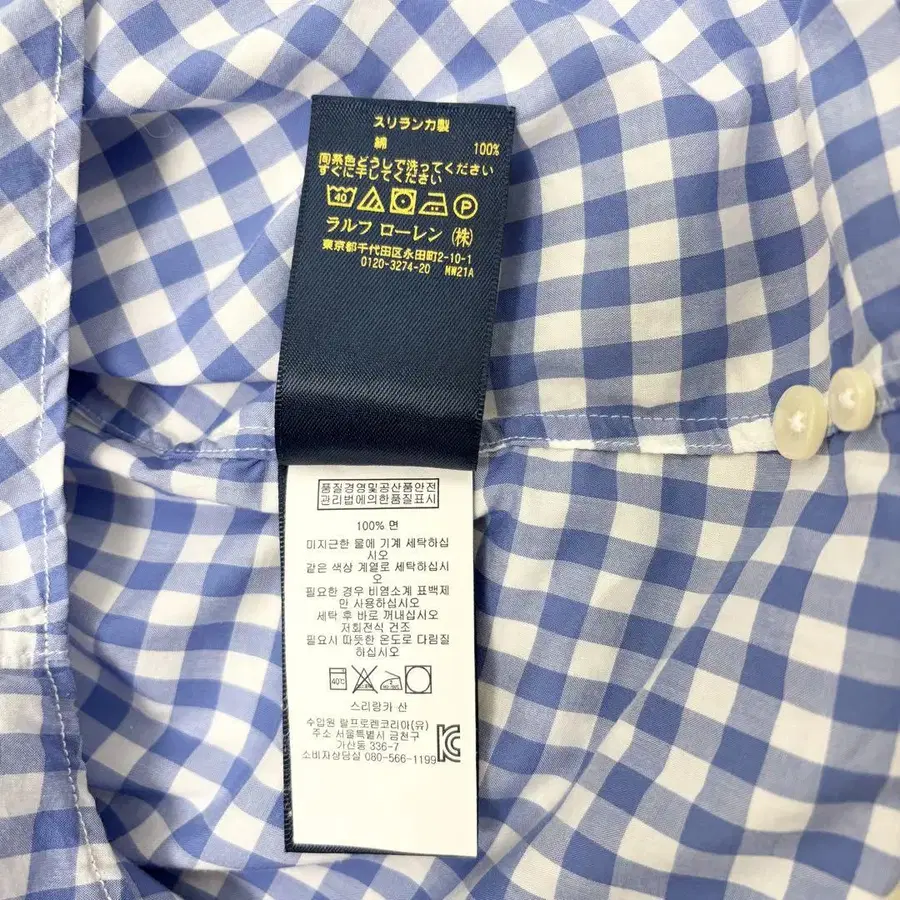 スリランカ製
綿 100%
同系色どうしで洗ってください
すぐに干してください
40 P
ラルフ ローレン (株)
東京都千代田区永田町2-10-1
0120-3274-20 MW21A
품질경영및공산품안전
관리법에의한품질표시
100% 면
미지근한 물에 기계 세탁하십
시오
같은 색상 계열로 세탁하십시
오
필요한 경우 비염소계 표백제
만 사용하십시오
세탁 후 바로 꺼내십시오
저회전식 건조
필요시 따뜻한 온도로 다림질
하십시오
40℃
스리랑카 산
수입원 랄프로렌코리아(유)
주소 서울특별시 금천구
가산동 336-7
소비자상담실 080-566-1199